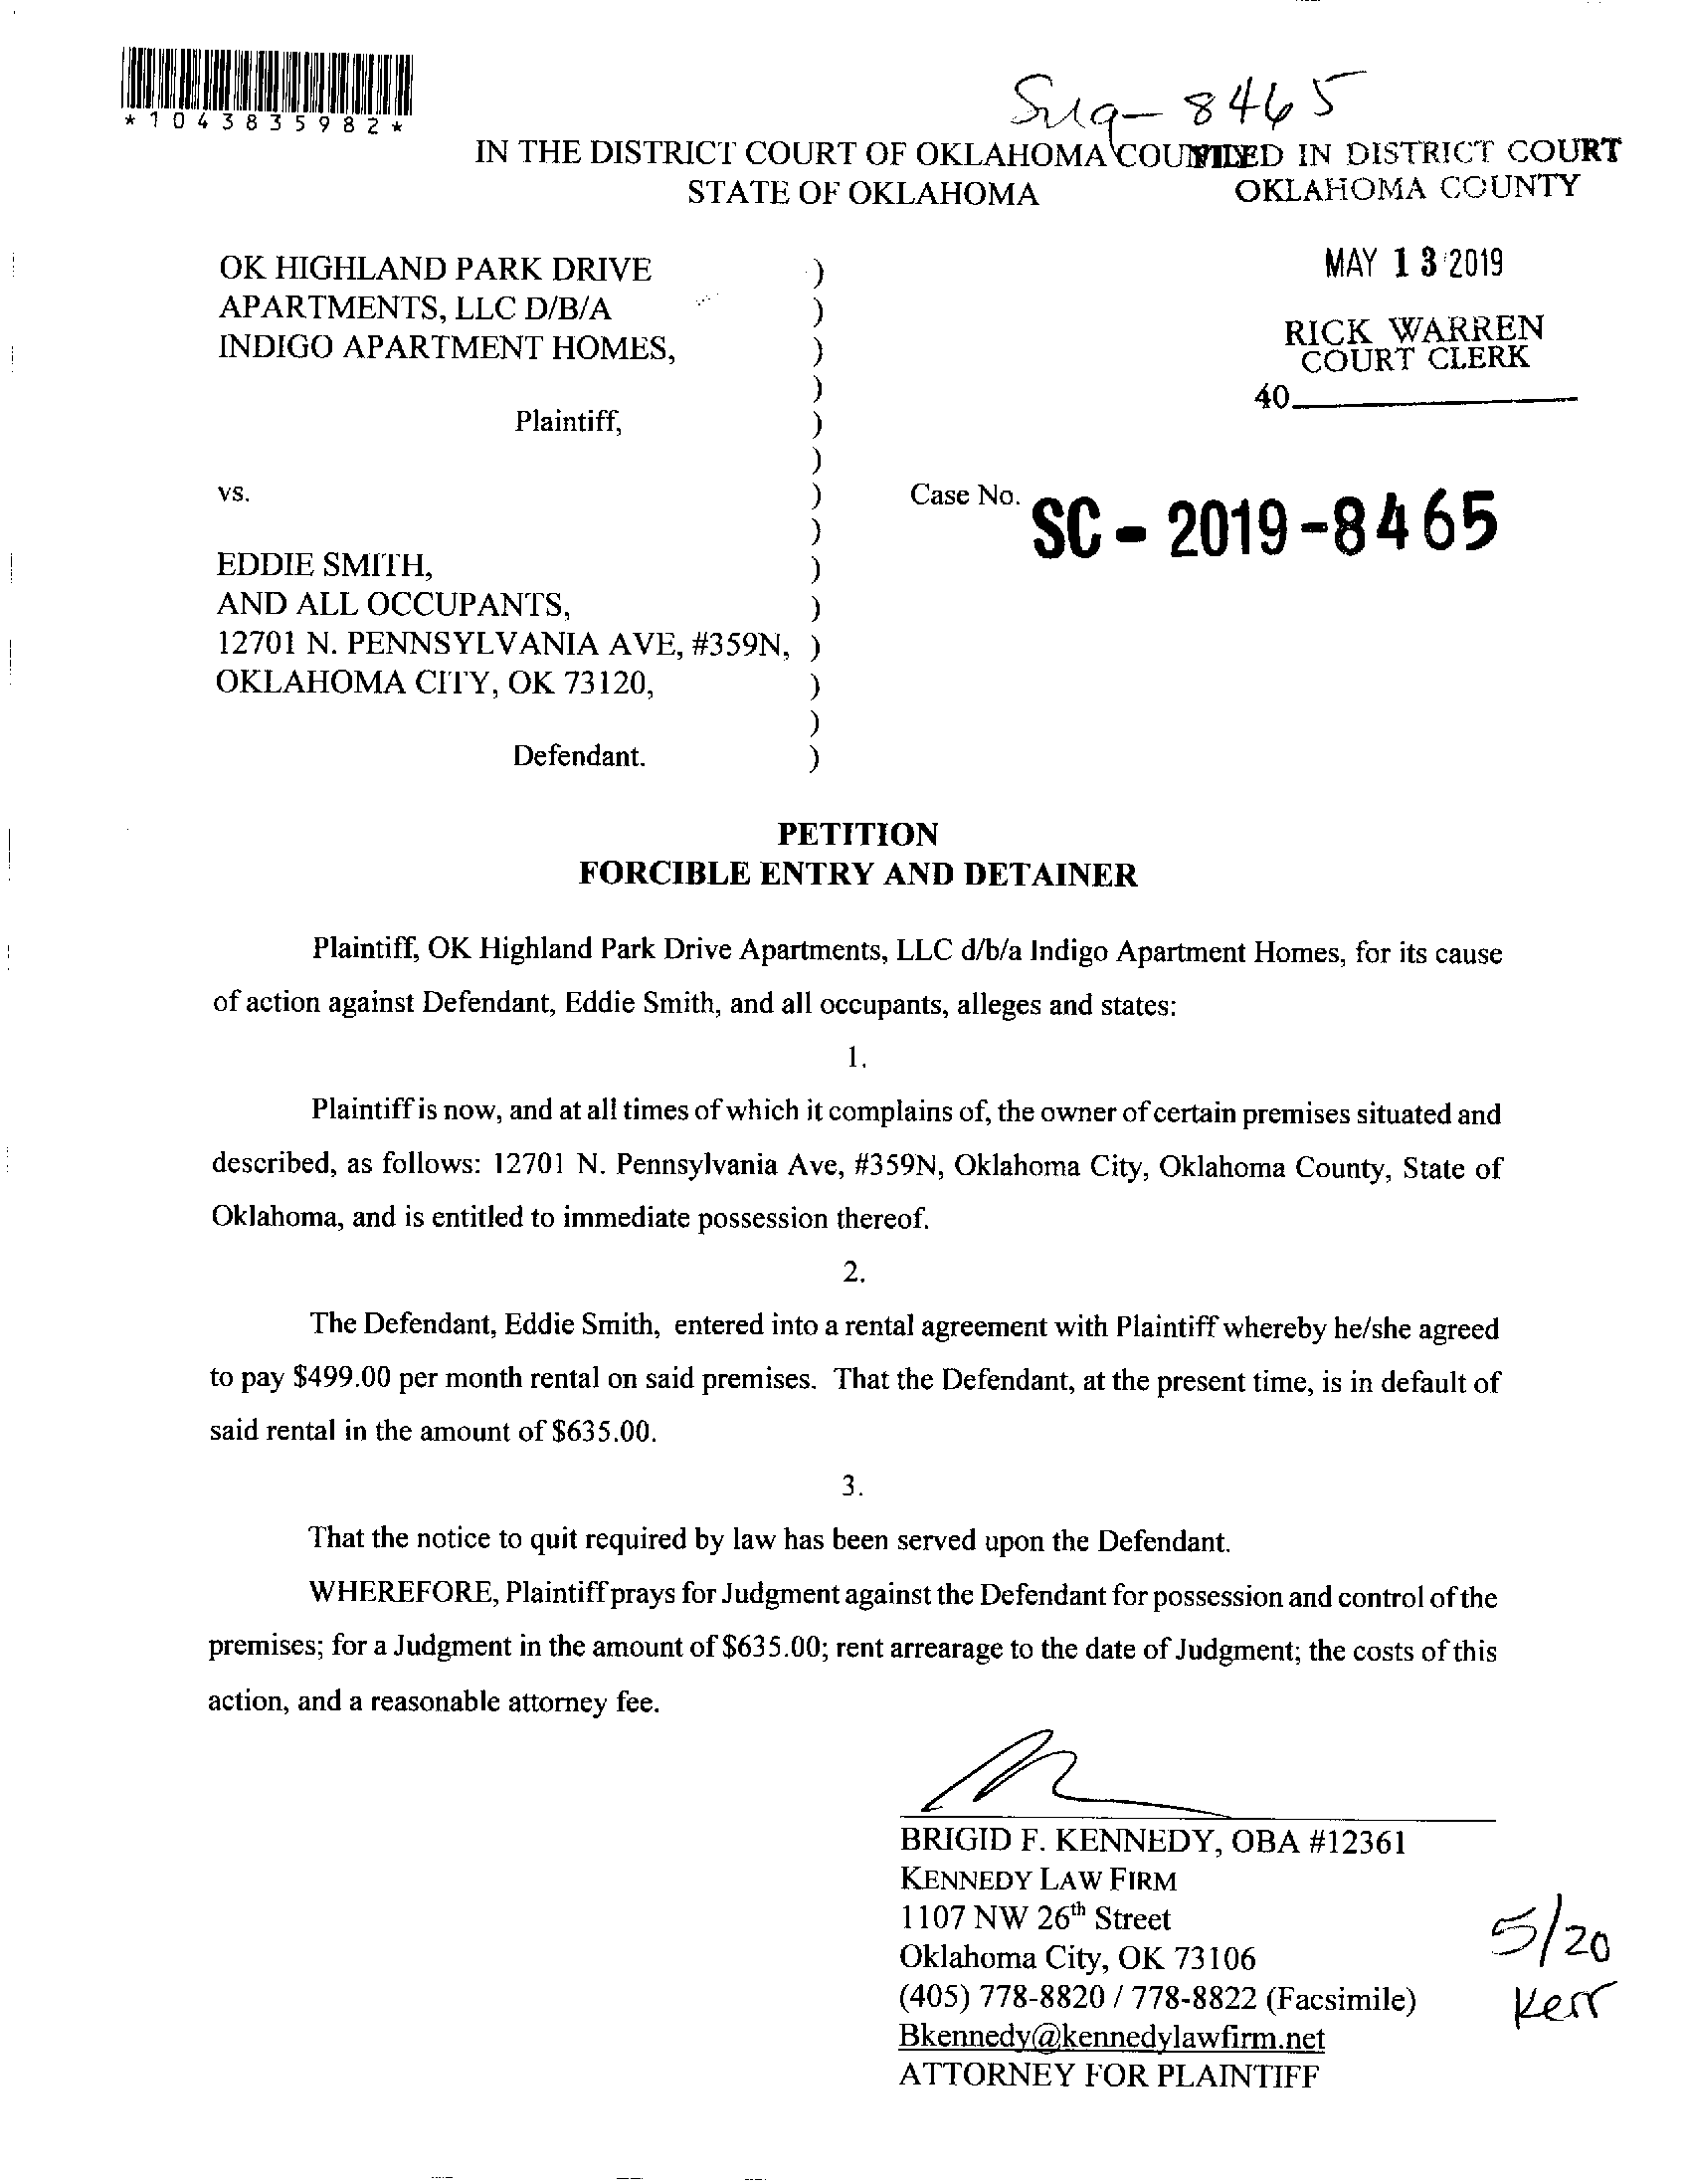 *1043835982*
8465
IN THE DISTRICT COURT OF OKLAHOMA
FILED IN DISTRICT COURT
STATE OF OKLAHOMA
OKLAHOMA COUNTY
OK HIGHLAND PARK DRIVE )
APARTMENTS, LLC D/B/A )
INDIGO APARTMENT HOMES, )
)
Plaintiff, )
)
vs. )
)
EDDIE SMITH, )
AND ALL OCCUPANTS, )
12701 N. PENNSYLVANIA AVE, #359N, )
OKLAHOMA CITY, OK 73120, )
)
Defendant. )
MAY 13 2019
RICK WARREN
COURT CLERK
40
Case No. SC - 2019 - 8465
PETITION
FORCIBLE ENTRY AND DETAINER
Plaintiff, OK Highland Park Drive Apartments, LLC d/b/a Indigo Apartment Homes, for its cause
of action against Defendant, Eddie Smith, and all occupants, alleges and states:
1.
Plaintiff is now, and at all times of which it complains of, the owner of certain premises situated and
described, as follows: 12701 N. Pennsylvania Ave, #359N, Oklahoma City, Oklahoma County, State of
Oklahoma, and is entitled to immediate possession thereof.
2.
The Defendant, Eddie Smith, entered into a rental agreement with Plaintiff whereby he/she agreed
to pay $499.00 per month rental on said premises. That the Defendant, at the present time, is in default of
said rental in the amount of $635.00.
3.
That the notice to quit required by law has been served upon the Defendant.
WHEREFORE, Plaintiff prays for Judgment against the Defendant for possession and control of the
premises; for a Judgment in the amount of $635.00; rent arrearage to the date of Judgment; the costs of this
action, and a reasonable attorney fee.
BRIGID F. KENNEDY, OBA #12361
KENNEDY LAW FIRM
1107 NW 26th Street
Oklahoma City, OK 73106
(405) 778-8820 / 778-8822 (Facsimile)
Bkennedy@kennedylawfirm.net
ATTORNEY FOR PLAINTIFF
5/20
Kerr